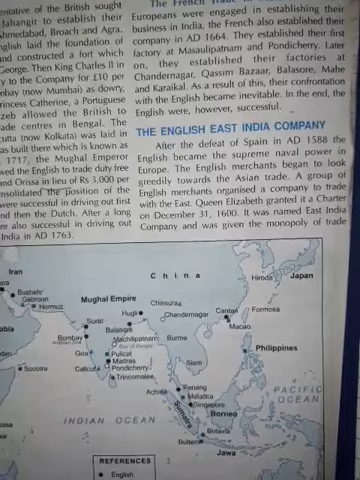 entative of the British sought
Jahangir to establish their
Ahmedabad, Broach and Agra.
glish laid the foundation of
nd constructed a fort which
George. Then King Charles II in
y to the Company for £10 per
mbay (now Mumbai) as dowry,
rincess Catherine, a Portuguese
zeb allowed the British to
ade centres in Bengal. The
utta (now Kolkata) was laid in
as built there which is known as
1717, the Mughal Emperor
wed the English to trade duty free
and Orissa in lieu of Rs 3,000 per
nsolidated the position of the
were successful in driving out first
nd then the Dutch. After a long
re also successful in driving out
India in AD 1763.
The French Trade
Europeans were engaged in establishing their
business in India, the French also established their
company in AD 1664. They established their first
factory at Masaulipatnam and Pondicherry. Later
on, they established factories at
Chandernagar, Qassim Bazaar, Balasore, Mahe
and Karaikal. As a result of this, their confrontation
with the English became inevitable. In the end, the
English were, however, successful.
THE ENGLISH EAST INDIA COMPANY
After the defeat of Spain in AD 1588 the
English became the supreme naval power in
Europe. The English merchants began to look
greedily towards the Asian trade. A group of
English merchants organised a company to trade
with the East. Queen Elizabeth granted it a Charter
on December 31, 1600. It was named East India
Company and was given the monopoly of trade
Iran
China
Hirado
Japan
Bushehr
Gabroon
Hormuz
Mughal Empire
Chinsura
Hugli
Chandernagar
Canton
Formosa
Macao
Surat
Balasore
Bombay
Arabian Sea
Machilipatnam
Bay of Bengal
Burma
Philippines
Goa
Pulicat
Madras
Pondicherry
Siam
Socotra
Calicut
Trincomalee
Achin
Penang
Malacca
Singapore
PACIFIC
OCEAN
Sumatra
Borneo
INDIAN OCEAN
Batavia
Java
REFERENCES
English